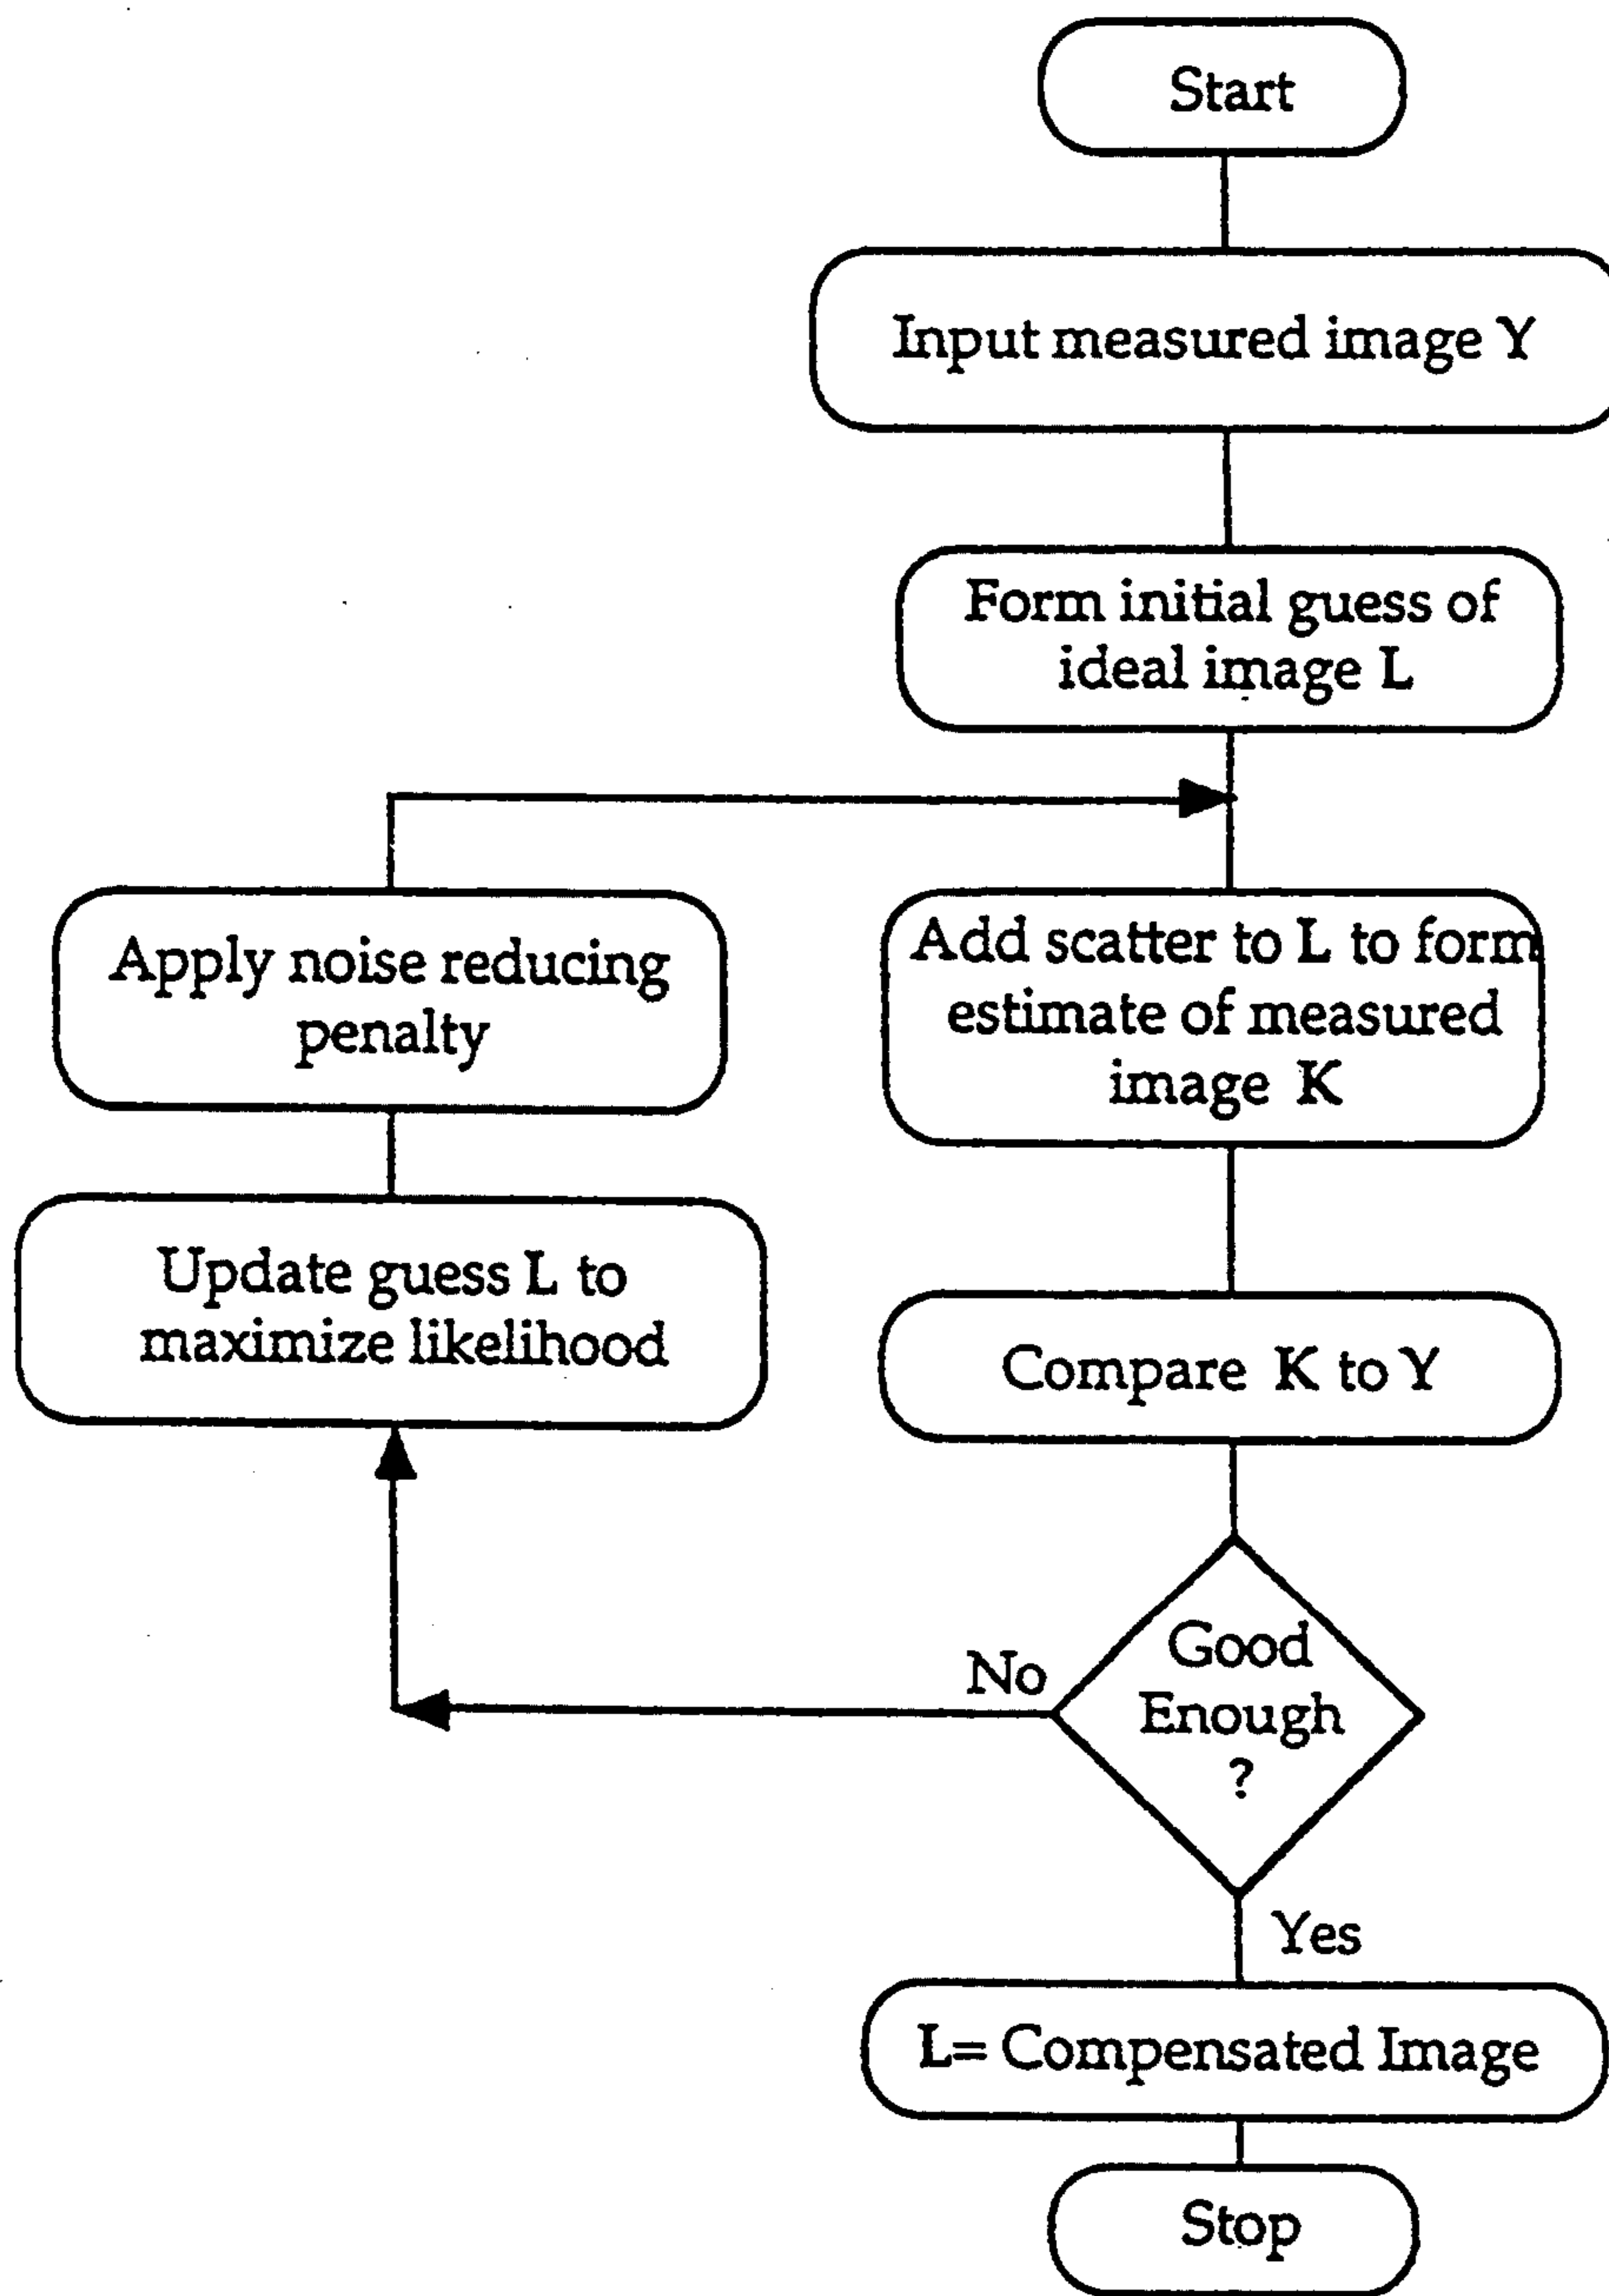 Start
Input measured image Y
Form initial guess of
ideal image L
Add scatter to L to form
estimate of measured
image K
Compare K to Y
Good
Enough
?
No
Update guess L to
maximize likelihood
Apply noise reducing
penalty
Yes
L= Compensated Image
Stop